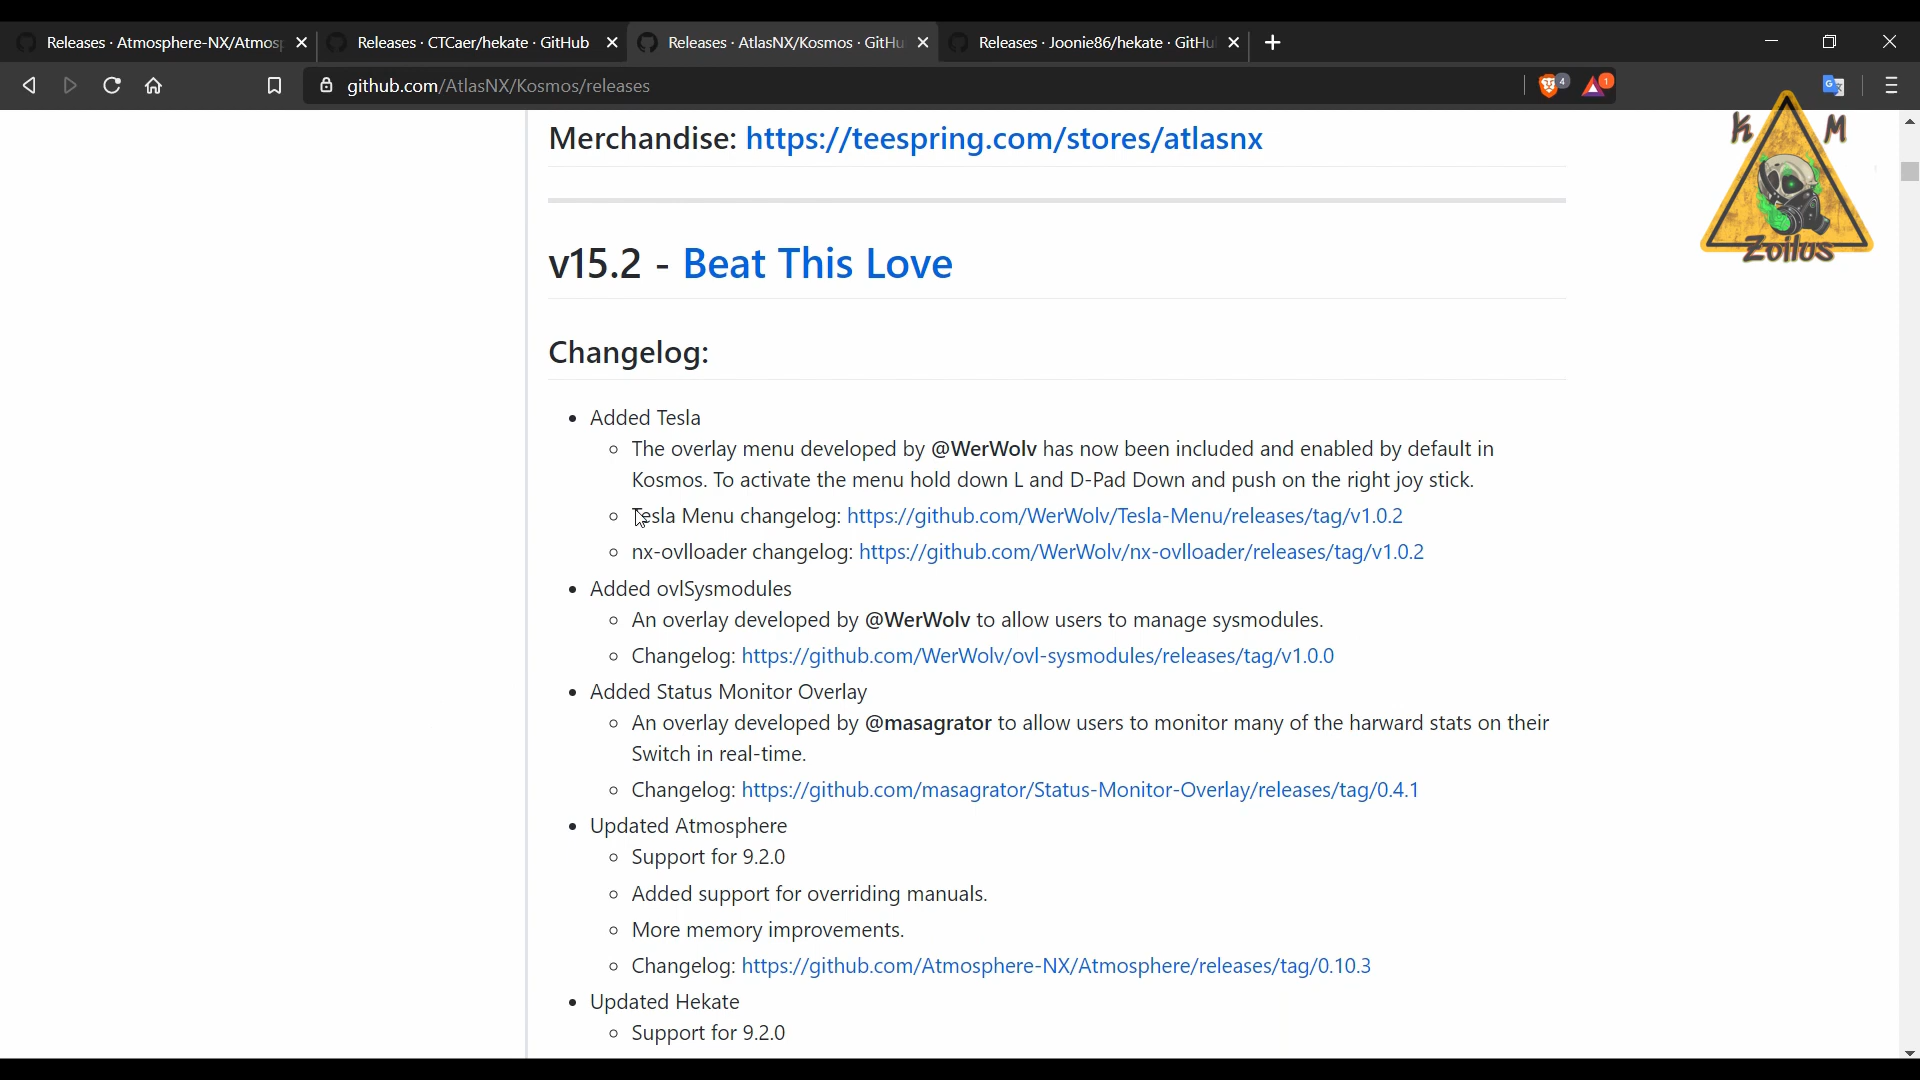 Releases · Atmosphere-NX/Atmosp
Releases · CTCaer/hekate · GitHub
Releases · AtlasNX/Kosmos · GitHu
Releases · Joonie86/hekate · GitHu
github.com/AtlasNX/Kosmos/releases
4
1
K M
Zoilus
Merchandise: https://teespring.com/stores/atlasnx
v15.2 - Beat This Love
Changelog:
• Added Tesla
The overlay menu developed by @WerWolv has now been included and enabled by default in
Kosmos. To activate the menu hold down L and D-Pad Down and push on the right joy stick.
Tesla Menu changelog: https://github.com/WerWolv/Tesla-Menu/releases/tag/v1.0.2
nx-ovlloader changelog: https://github.com/WerWolv/nx-ovlloader/releases/tag/v1.0.2
• Added ovlSysmodules
An overlay developed by @WerWolv to allow users to manage sysmodules.
Changelog: https://github.com/WerWolv/ovl-sysmodules/releases/tag/v1.0.0
• Added Status Monitor Overlay
An overlay developed by @masagrator to allow users to monitor many of the harward stats on their
Switch in real-time.
Changelog: https://github.com/masagrator/Status-Monitor-Overlay/releases/tag/0.4.1
• Updated Atmosphere
Support for 9.2.0
Added support for overriding manuals.
More memory improvements.
Changelog: https://github.com/Atmosphere-NX/Atmosphere/releases/tag/0.10.3
• Updated Hekate
Support for 9.2.0